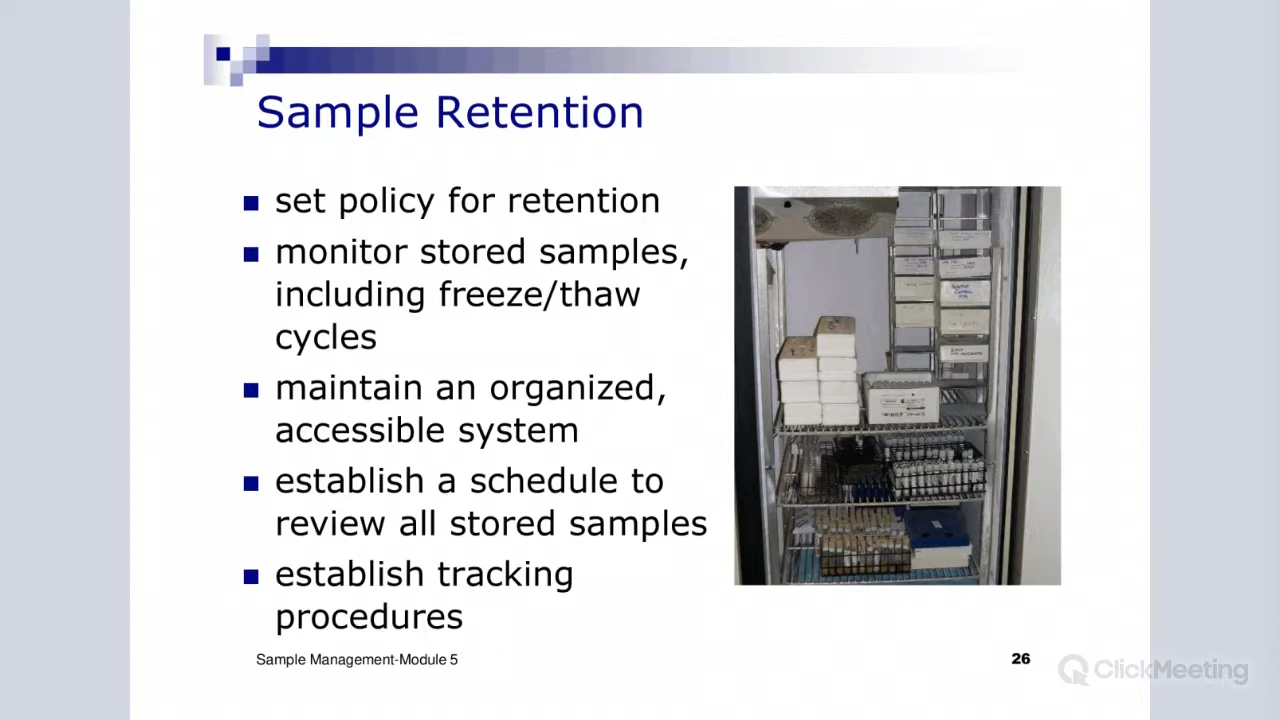 Sample Retention
set policy for retention
monitor stored samples,
including freeze/thaw
cycles
maintain an organized,
accessible system
establish a schedule to
review all stored samples
establish tracking
procedures
Sample Management-Module 5
26
ClickMeeting